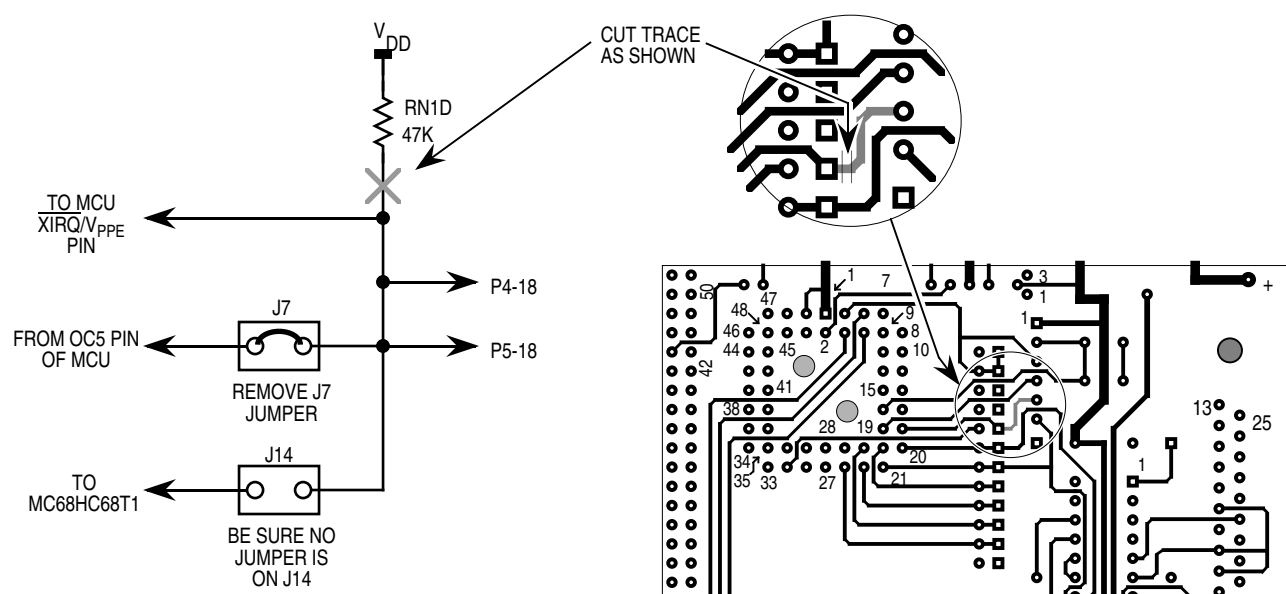 VDD
RN1D
47K
CUT TRACE
AS SHOWN
TO MCU
XIRQ/VPPE
PIN
P4-18
J7
FROM OC5 PIN
OF MCU
P5-18
REMOVE J7
JUMPER
J14
TO
MC68HC68T1
BE SURE NO
JUMPER IS
ON J14
50
47
1
7
3
1
+
48
9
1
46
45
2
8
44
10
42
41
15
38
28
19
13
25
34
20
35
33
27
21
1